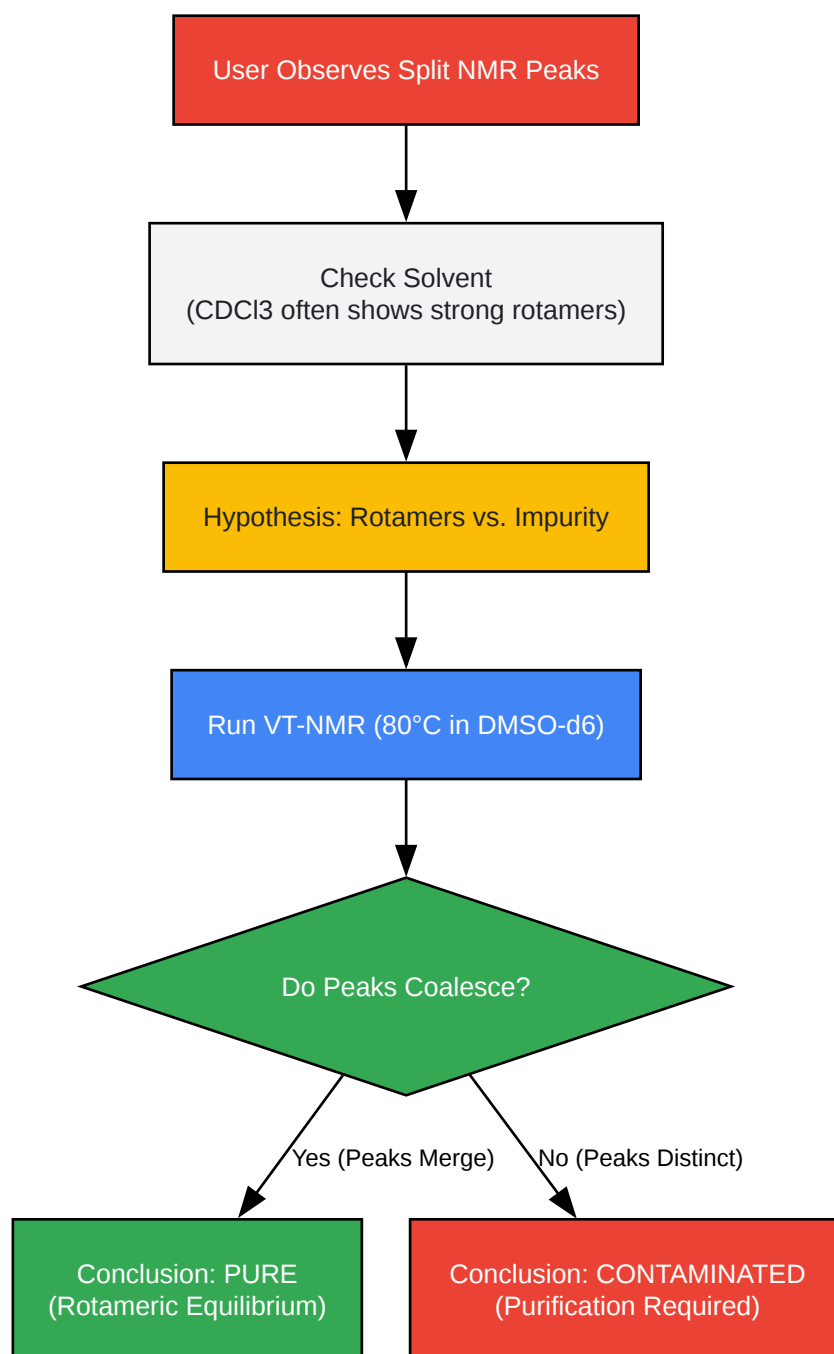 User Observes Split NMR Peaks
Check Solvent
(CDCl3 often shows strong rotamers)
Hypothesis: Rotamers vs. Impurity
Run VT-NMR (80°C in DMSO-d6)
Do Peaks Coalesce?
Yes (Peaks Merge)
No (Peaks Distinct)
Conclusion: PURE
(Rotameric Equilibrium)
Conclusion: CONTAMINATED
(Purification Required)